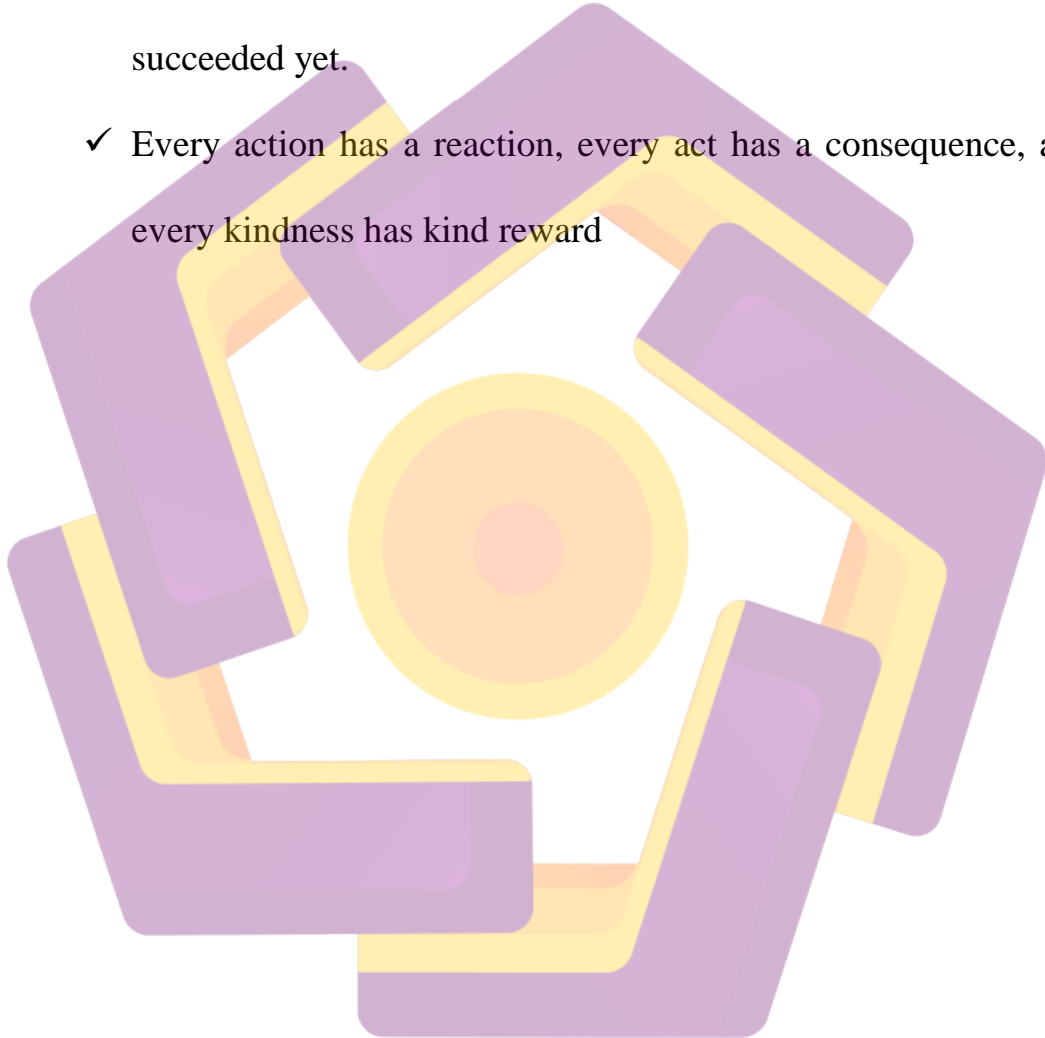 succeeded yet.
✓ Every action has a reaction, every act has a consequence, a
every kindness has kind reward